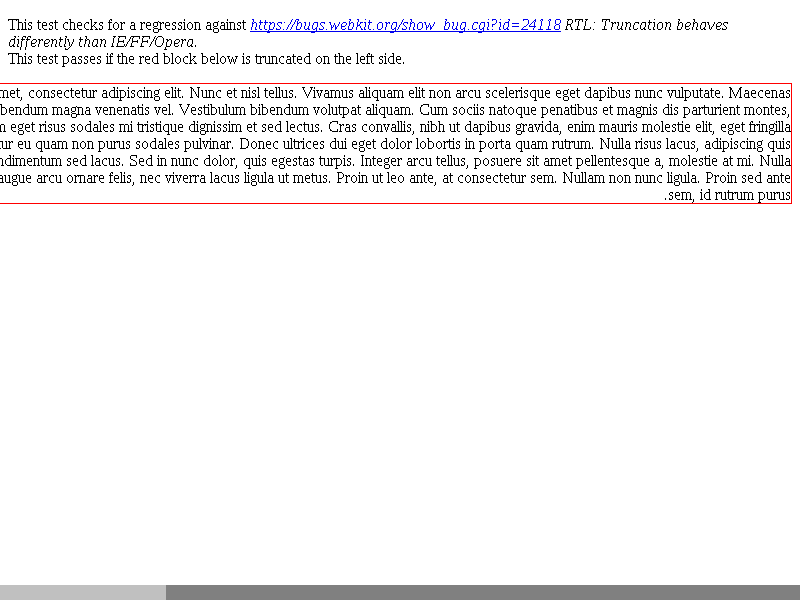 This test checks for a regression against https://bugs.webkit.org/show_bug.cgi?id=24118 RTL: Truncation behaves
differently than IE/FF/Opera.
This test passes if the red block below is truncated on the left side.
met, consectetur adipiscing elit. Nunc et nisl tellus. Vivamus aliquam elit non arcu scelerisque eget dapibus nunc vulputate. Maecenas
bendum magna venenatis vel. Vestibulum bibendum volutpat aliquam. Cum sociis natoque penatibus et magnis dis parturient montes,
n eget risus sodales mi tristique dignissim et sed lectus. Cras convallis, nibh ut dapibus gravida, enim mauris molestie elit, eget fringilla
ur eu quam non purus sodales pulvinar. Donec ultrices dui eget dolor lobortis in porta quam rutrum. Nulla risus lacus, adipiscing quis
ndimentum sed lacus. Sed in nunc dolor, quis egestas turpis. Integer arcu tellus, posuere sit amet pellentesque a, molestie at mi. Nulla
augue arcu ornare felis, nec viverra lacus ligula ut metus. Proin ut leo ante, at consectetur sem. Nullam non nunc ligula. Proin sed ante
.sem, id rutrum purus